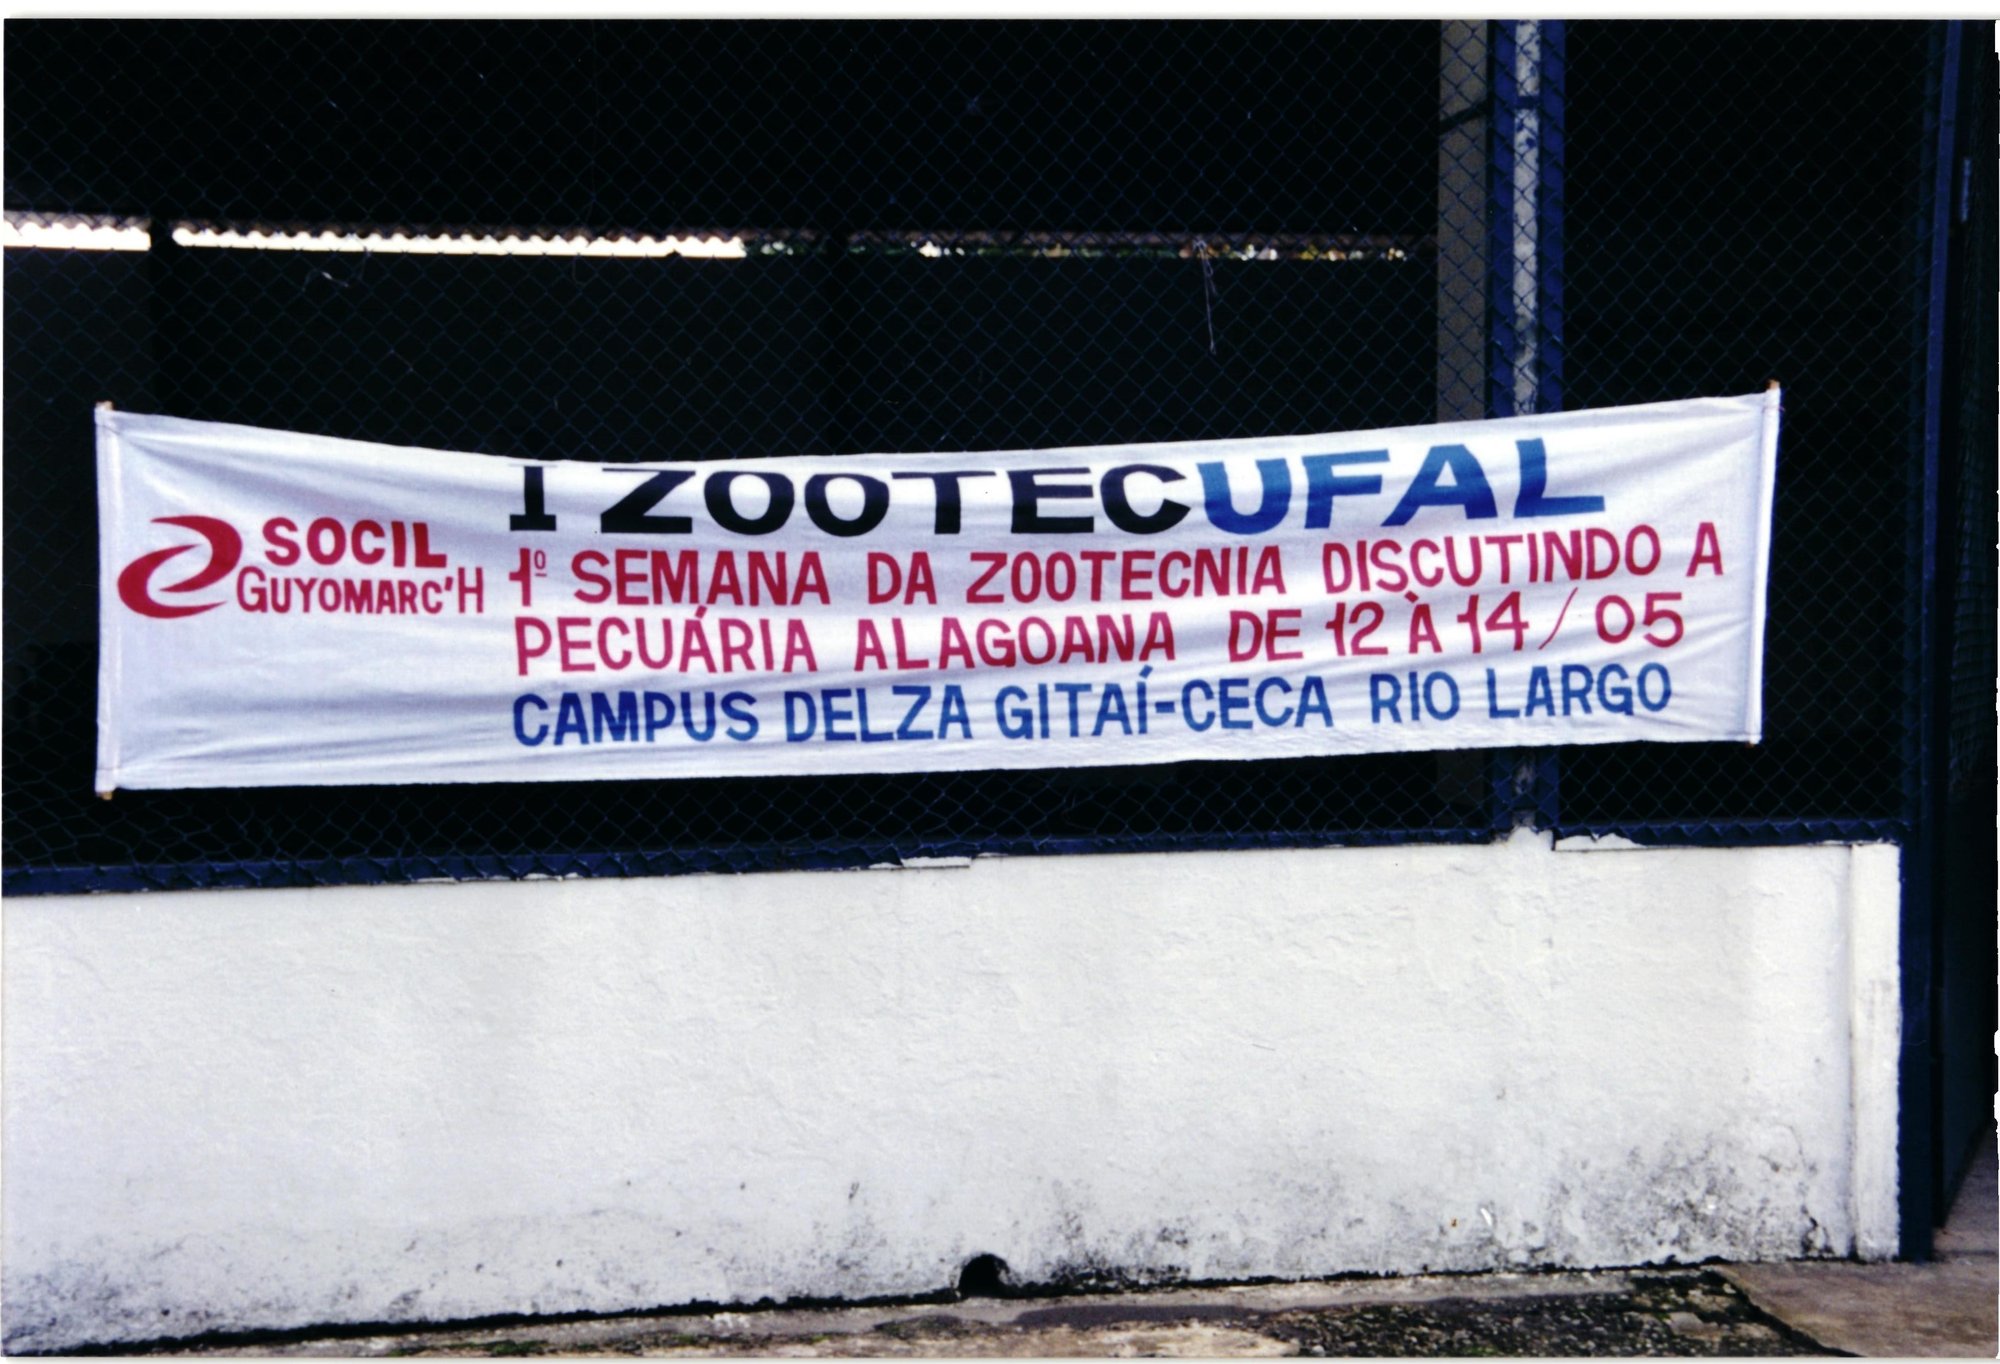 SOCIL
GUYOMARC'H
I ZOOTECUFAL
1º SEMANA DA ZOOTECNIA DISCUTINDO A
PECUÁRIA ALAGOANA DE 12 À 14/05
CAMPUS DELZA GITAÍ-CECA RIO LARGO